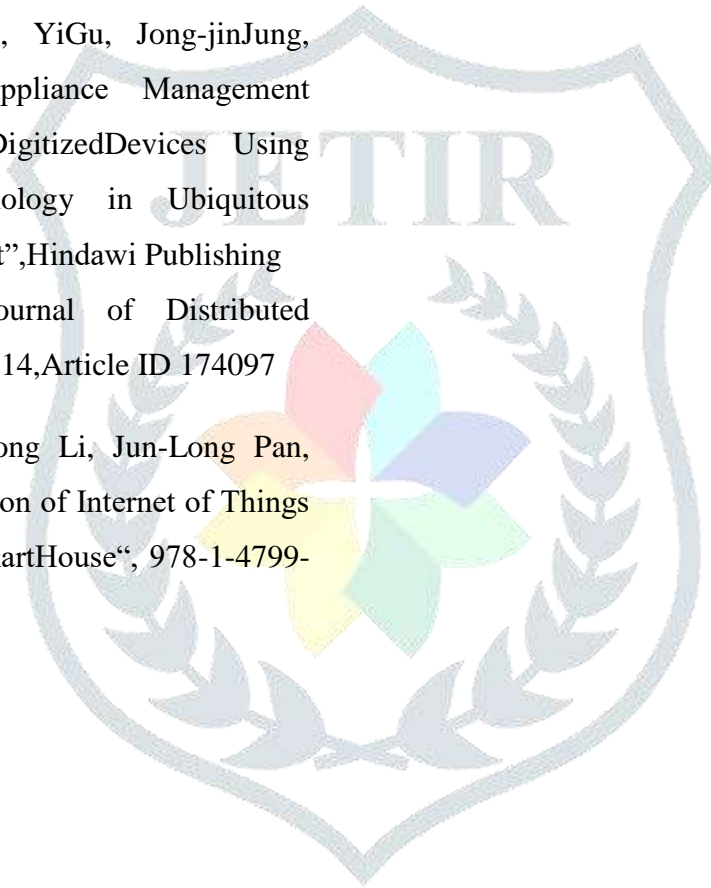 , YiGu, Jong-jinJung,
ppliance Management
DigitizedDevices Using
ology in Ubiquitous
t”,Hindawi Publishing
ournal of Distributed
14,Article ID 174097
ong Li, Jun-Long Pan,
on of Internet of Things
artHouse“, 978-1-4799-
JETIR